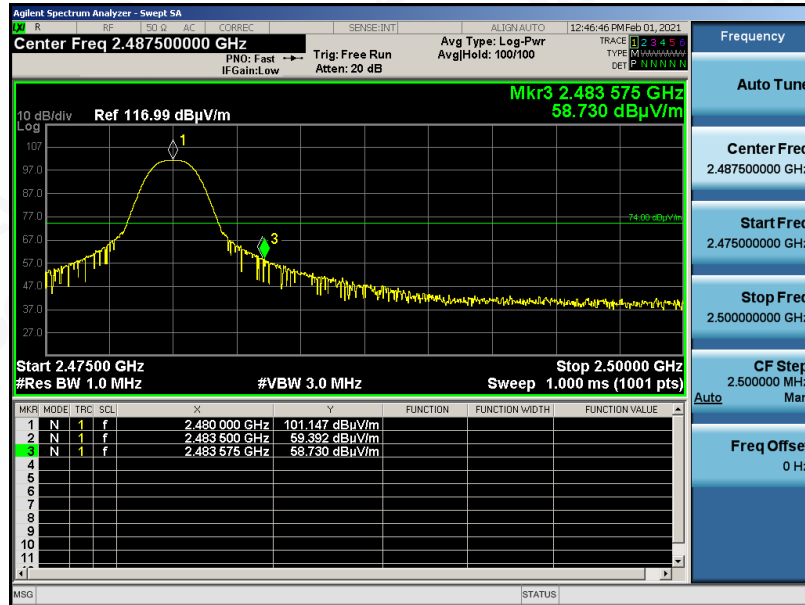 Agilent Spectrum Analyzer - Swept SA
LXI R RF 50 Ω AC CORREC SENSE:INT ALIGN AUTO 12:46:46 PM Feb 01, 2021
Center Freq 2.487500000 GHz
PNO: Fast
IFGain:Low
Trig: Free Run
Atten: 20 dB
Avg Type: Log-Pwr
Avg|Hold: 100/100
TRACE 1 2 3 4 5 6
TYPE M
DET P N N N N N
Mkr3 2.483 575 GHz
58.730 dBµV/m
10 dB/div Ref 116.99 dBµV/m
Log
107
97.0
87.0
77.0
67.0
57.0
47.0
37.0
27.0
1
3
74.00 dBµV/m
Start 2.47500 GHz Stop 2.50000 GHz
#Res BW 1.0 MHz #VBW 3.0 MHz Sweep 1.000 ms (1001 pts)
MKR MODE TRC SCL X Y FUNCTION FUNCTION WIDTH FUNCTION VALUE
1 N 1 f 2.480 000 GHz 101.147 dBµV/m
2 N 1 f 2.483 500 GHz 59.392 dBµV/m
3 N 1 f 2.483 575 GHz 58.730 dBµV/m
4
5
6
7
8
9
10
11
MSG STATUS
Frequency
Auto Tune
Center Freq
2.487500000 GHz
Start Freq
2.475000000 GHz
Stop Freq
2.500000000 GHz
CF Step
2.500000 MHz
Auto Man
Freq Offset
0 Hz